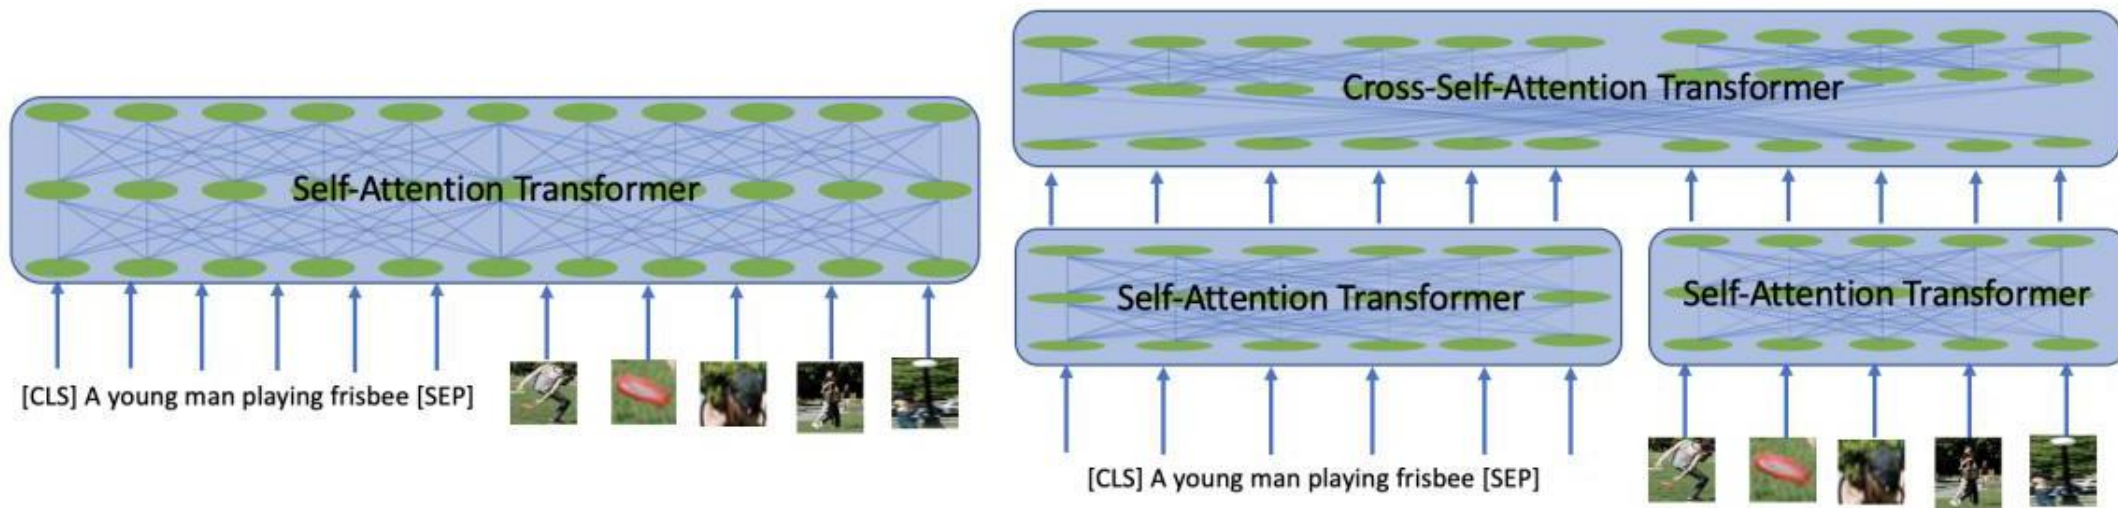 Self-Attention Transformer
[CLS] A young man playing frisbee [SEP]
Cross-Self-Attention Transformer
Self-Attention Transformer
Self-Attention Transformer
[CLS] A young man playing frisbee [SEP]